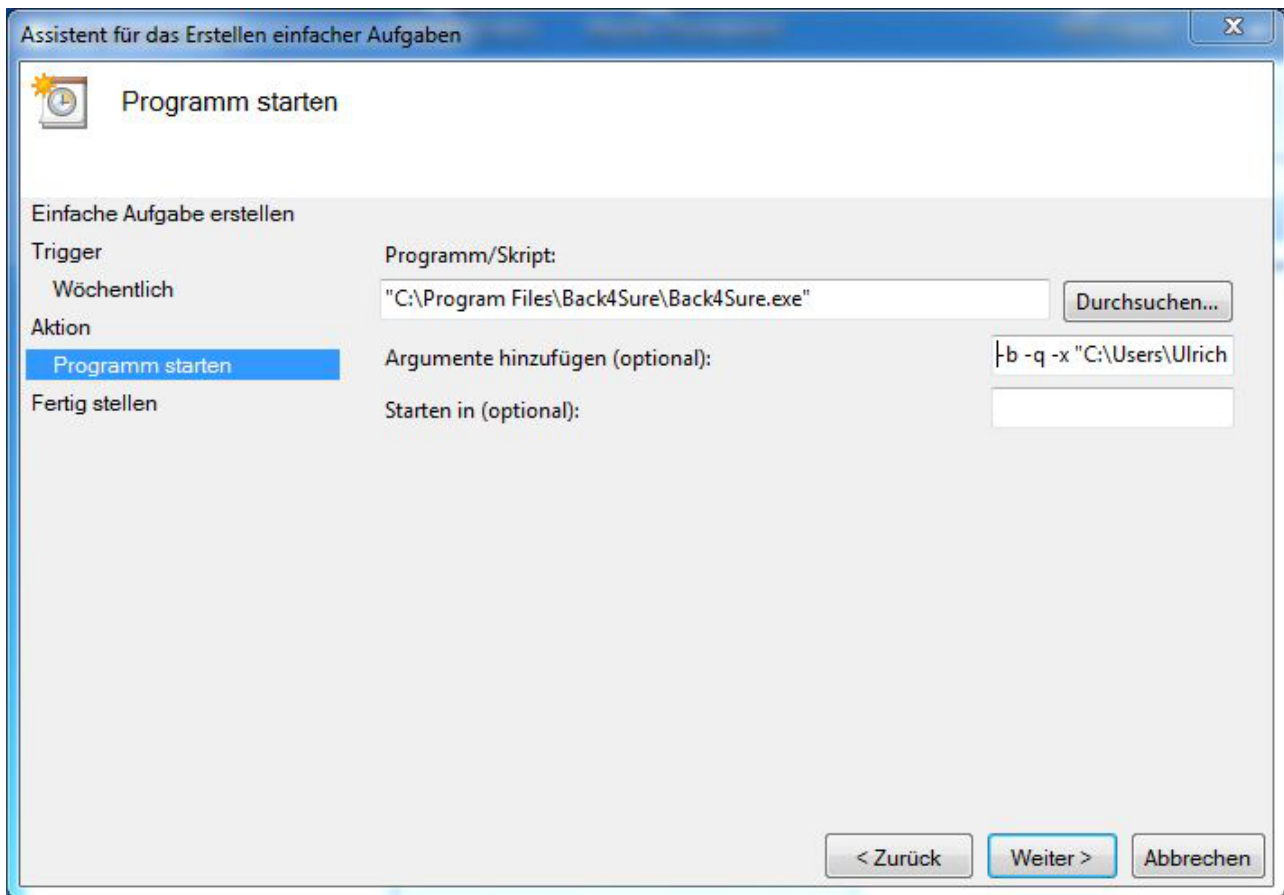 Assistent für das Erstellen einfacher Aufgaben
X
Programm starten
Einfache Aufgabe erstellen
Trigger
Wöchentlich
Aktion
Programm starten
Fertig stellen
Programm/Skript:
"C:\Program Files\Back4Sure\Back4Sure.exe"
Durchsuchen...
Argumente hinzufügen (optional):
-b -q -x "C:\Users\Ulrich
Starten in (optional):
< Zurück
Weiter >
Abbrechen